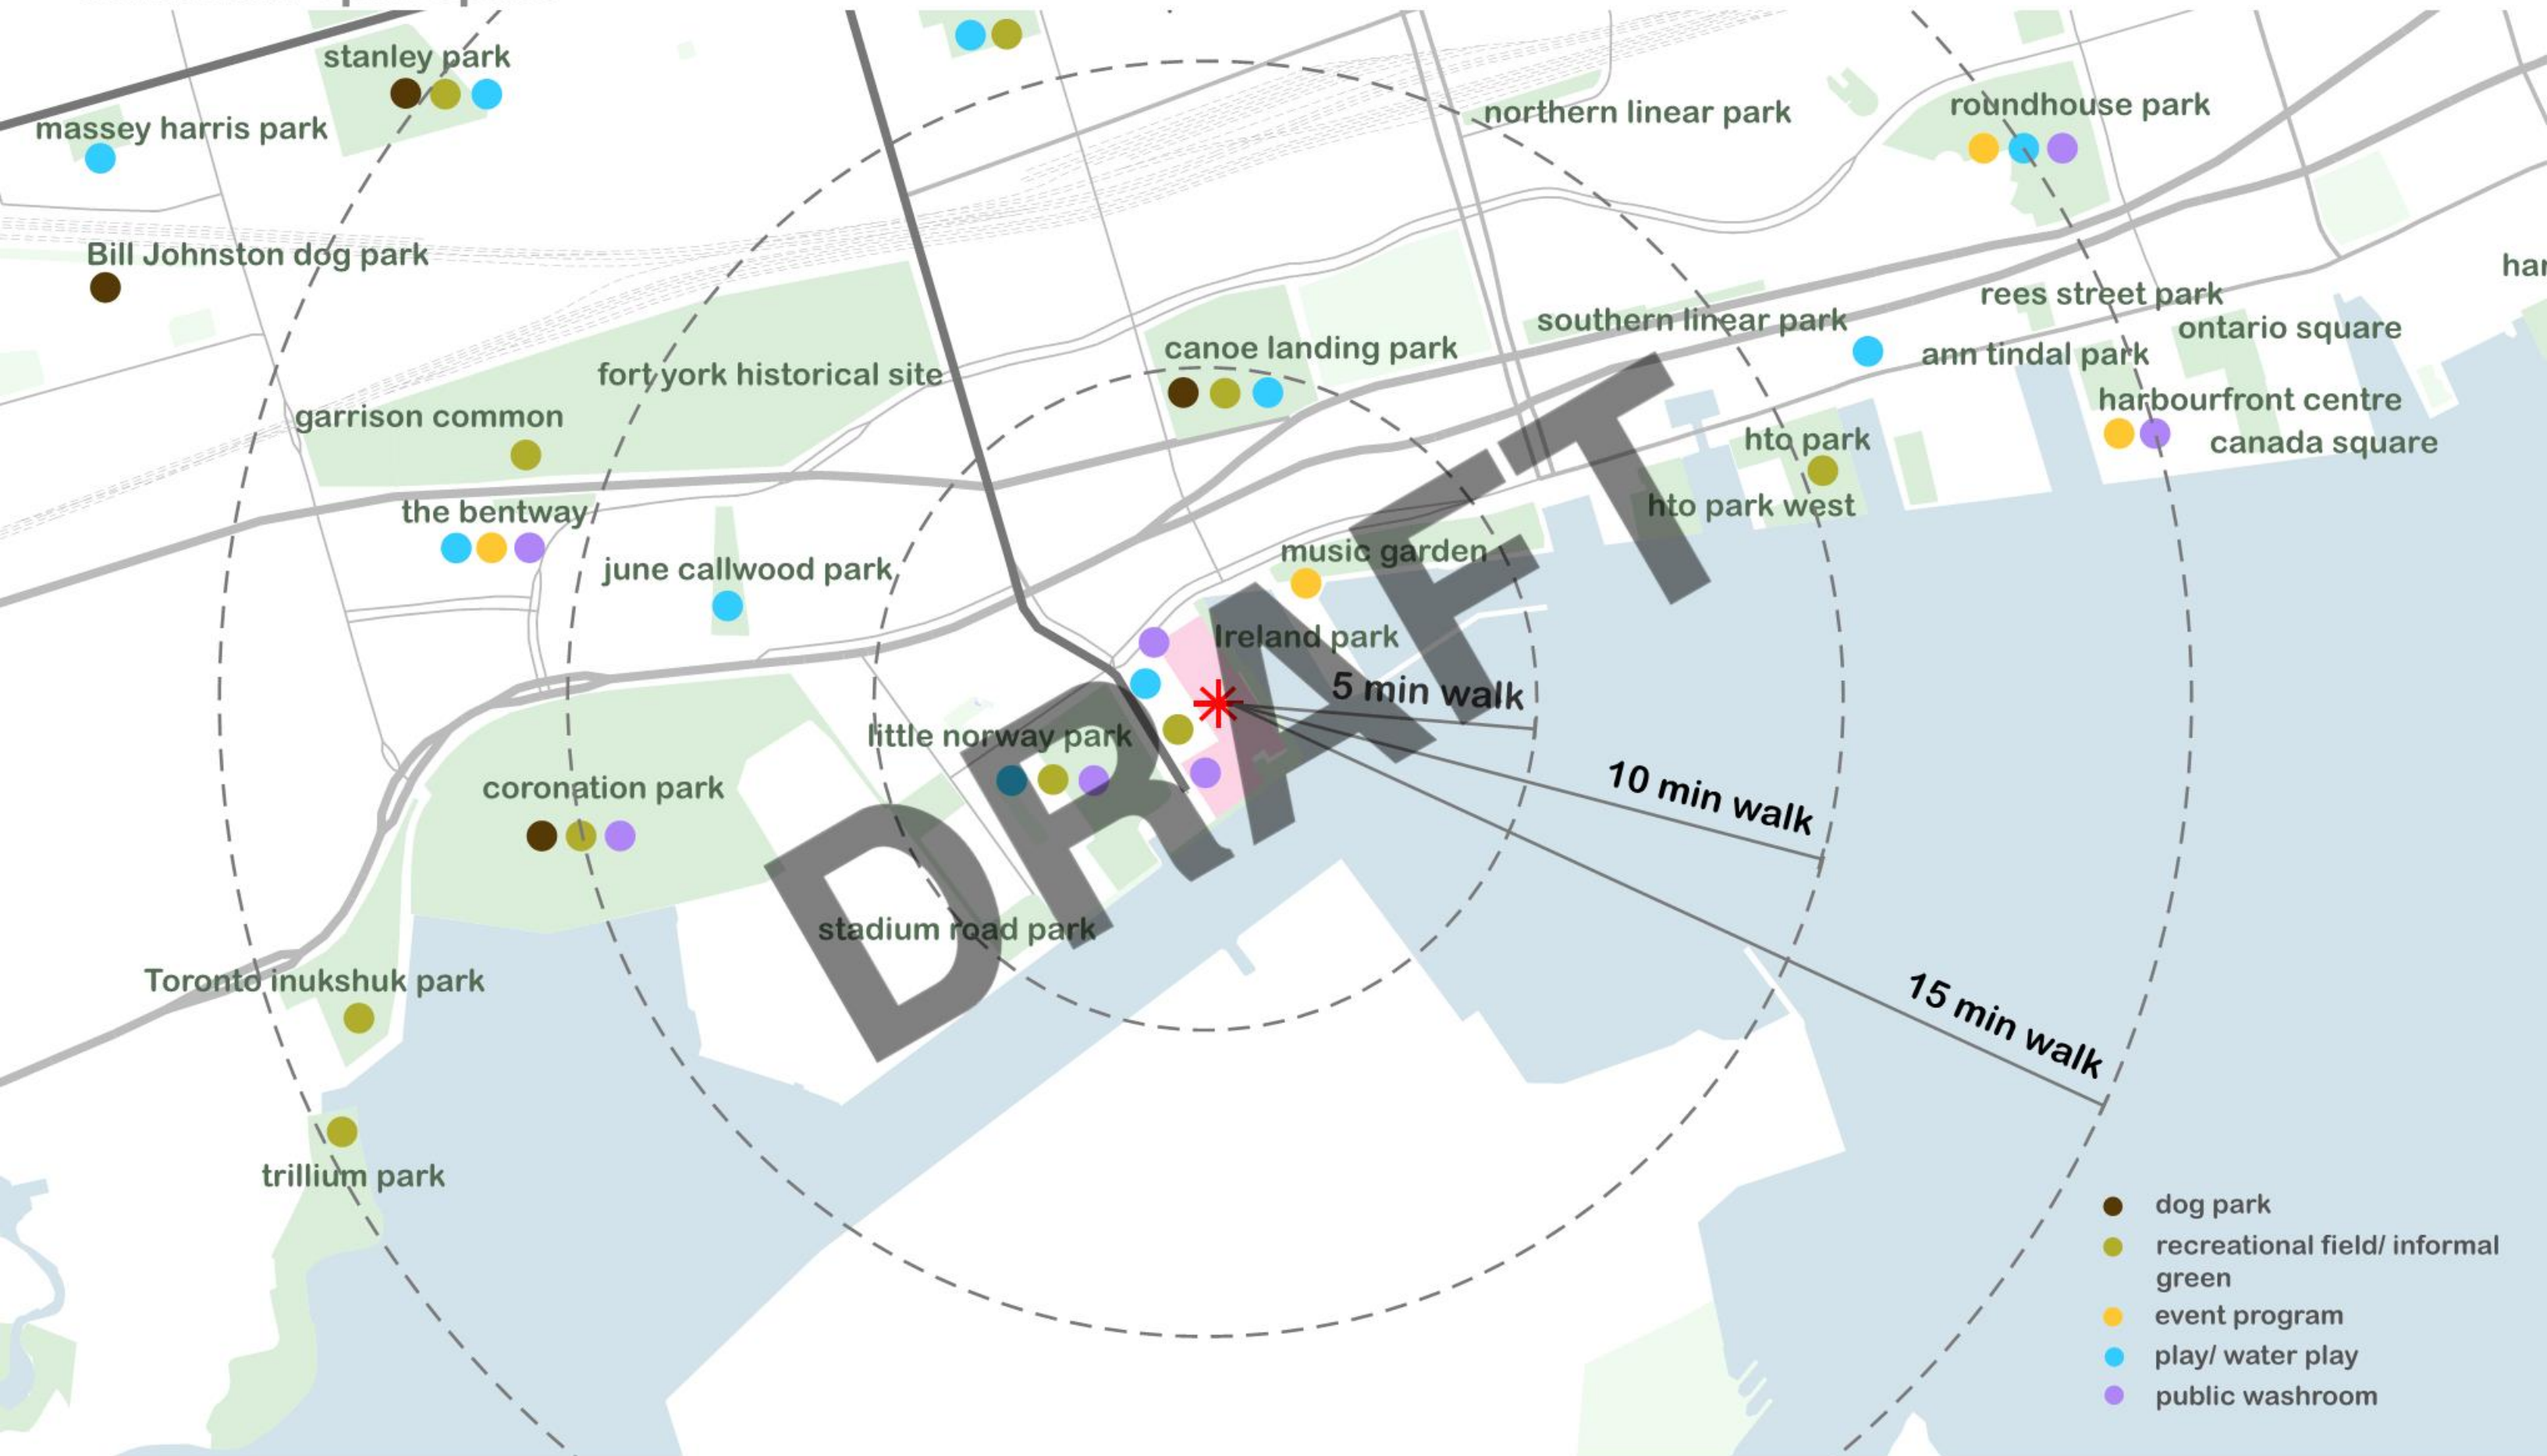 stanley park
massey harris park
northern linear park
roundhouse park
Bill Johnston dog park
rees street park
southern linear park
ontario square
canoe landing park
ann tindal park
fort york historical site
garrison common
harbourfront centre
hto park
canada square
the bentway
hto park west
music garden
june callwood park
Ireland park
5 min walk
little norway park
coronation park
10 min walk
DRAFT
stadium road park
Toronto inukshuk park
15 min walk
trillium park
dog park
recreational field/ informal
green
event program
play/ water play
public washroom